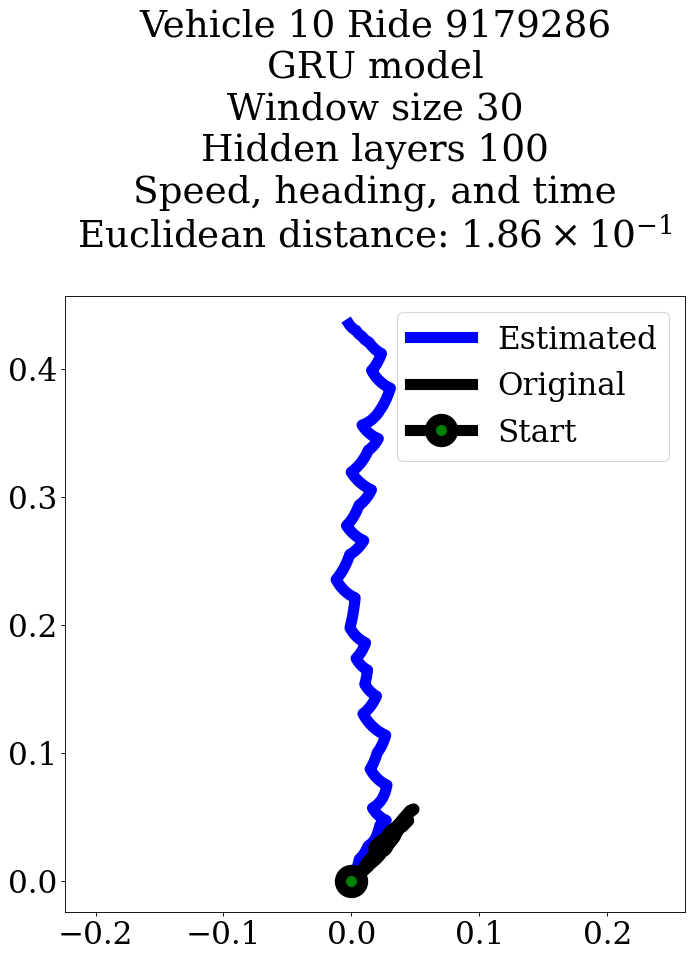 Vehicle 10 Ride 9179286
GRU model
Window size 30
Hidden layers 100
Speed, heading, and time
Euclidean distance: 1.86 × 10⁻¹
Estimated
Original
Start
0.4
0.3
0.2
0.1
0.0
−0.2
−0.1
0.0
0.1
0.2